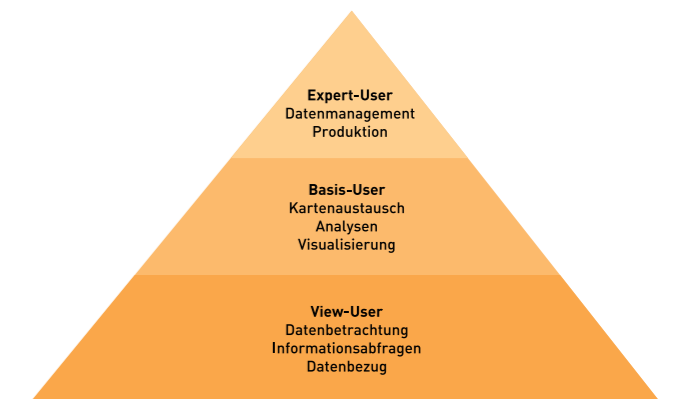 Expert-User
Datenmanagement
Produktion
Basis-User
Kartenaustausch
Analysen
Visualisierung
View-User
Datenbetrachtung
Informationsabfragen
Datenbezug